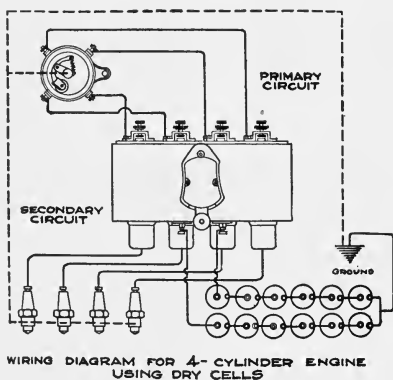 PRIMARY
CIRCUIT
SECONDARY
CIRCUIT
GROUND
WIRING DIAGRAM FOR 4-CYLINDER ENGINE
USING DRY CELLS